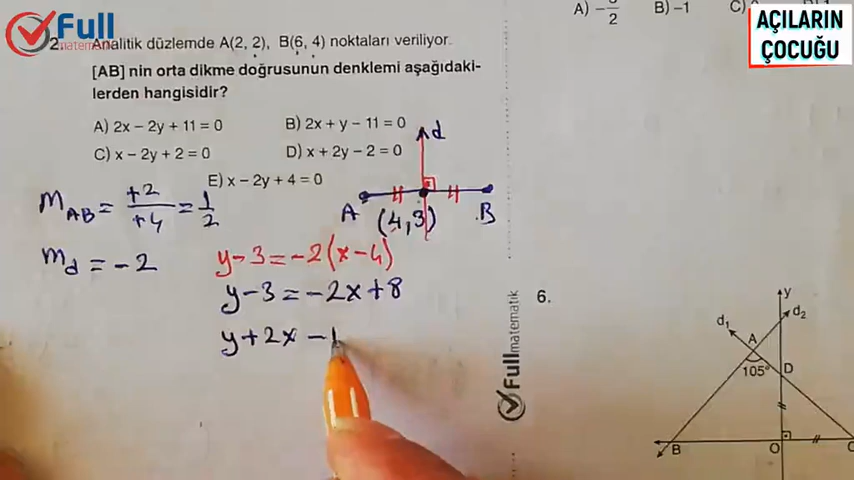 Full
matematik
2. Analitik düzlemde A(2, 2), B(6, 4) noktaları veriliyor.
[AB] nin orta dikme doğrusunun denklemi aşağıdaki-
lerden hangisidir?
A) 2x – 2y + 11 = 0 B) 2x + y – 11 = 0
C) x – 2y + 2 = 0 D) x + 2y – 2 = 0
E) x – 2y + 4 = 0
d
A (4,3) B
m_AB = +2/+4 = 1/2
m_d = -2
y-3=-2(x-4)
y-3=-2x+8
y+2x-1
A) B) –1 C)
AÇILARIN
ÇOCUĞU
Full matematik
6.
y
d₁ d₂
A
105° D
B O C